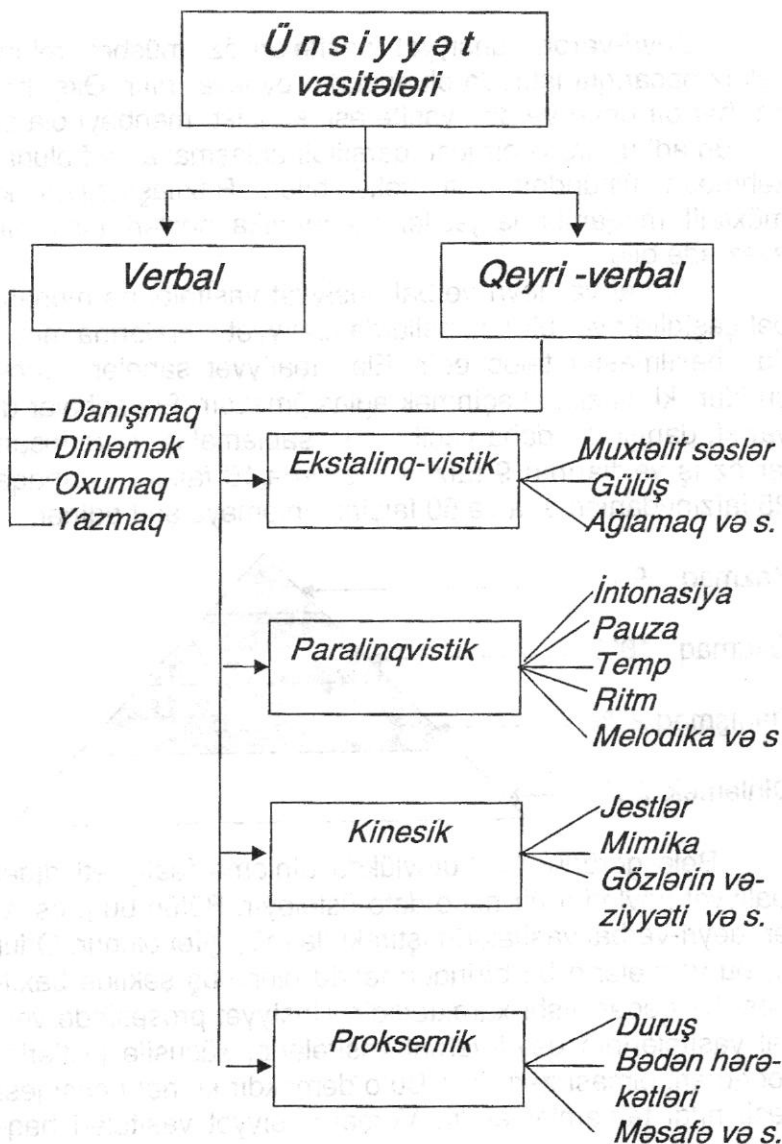 Ünsiyyət
vasitələri
Verbal
Qeyri -verbal
Danışmaq
Dinləmək
Oxumaq
Yazmaq
Ekstalinq-vistik
Muxtəlif səslər
Gülüş
Ağlamaq və s.
Paralinqvistik
İntonasiya
Pauza
Temp
Ritm
Melodika və s
Kinesik
Jestlər
Mimika
Gözlərin və-
ziyyəti və s.
Proksemik
Duruş
Bədən hərə-
kətləri
Məsafə və s.